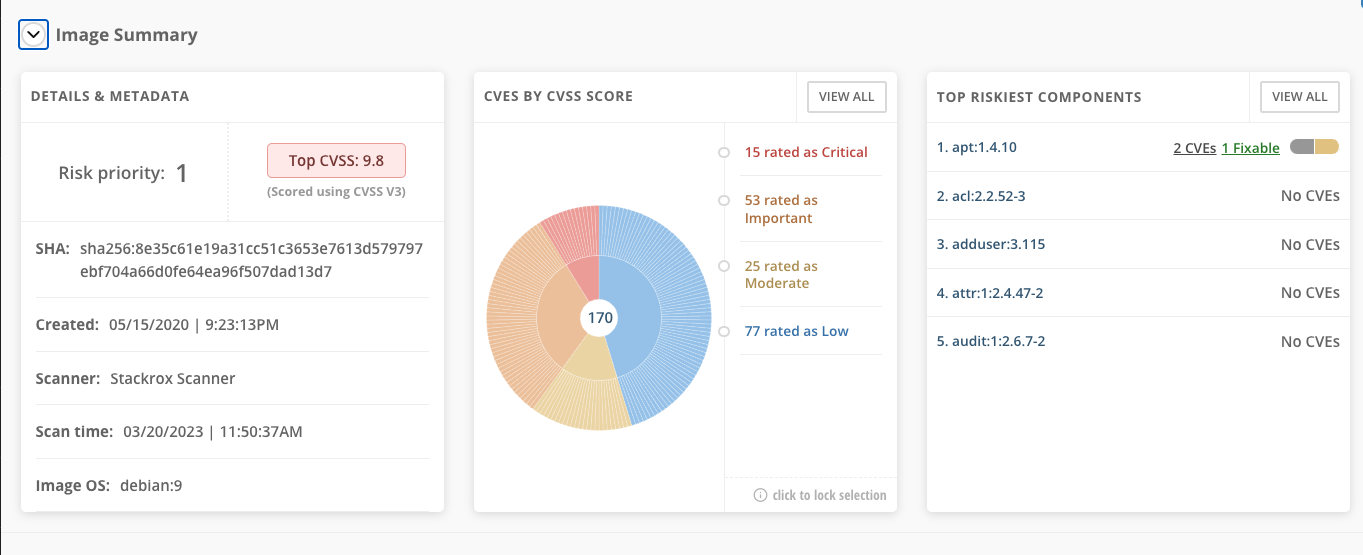 Image Summary
DETAILS & METADATA
Risk priority: 1
Top CVSS: 9.8
(Scored using CVSS V3)
SHA: sha256:8e35c61e19a31cc51c3653e7613d579797
ebf704a66d0fe64ea96f507dad13d7
Created: 05/15/2020 | 9:23:13PM
Scanner: Stackrox Scanner
Scan time: 03/20/2023 | 11:50:37AM
Image OS: debian:9
CVES BY CVSS SCORE
VIEW ALL
170
15 rated as Critical
53 rated as
Important
25 rated as
Moderate
77 rated as Low
click to lock selection
TOP RISKIEST COMPONENTS
VIEW ALL
1. apt:1.4.10 2 CVEs 1 Fixable
2. acl:2.2.52-3 No CVEs
3. adduser:3.115 No CVEs
4. attr:1:2.4.47-2 No CVEs
5. audit:1:2.6.7-2 No CVEs